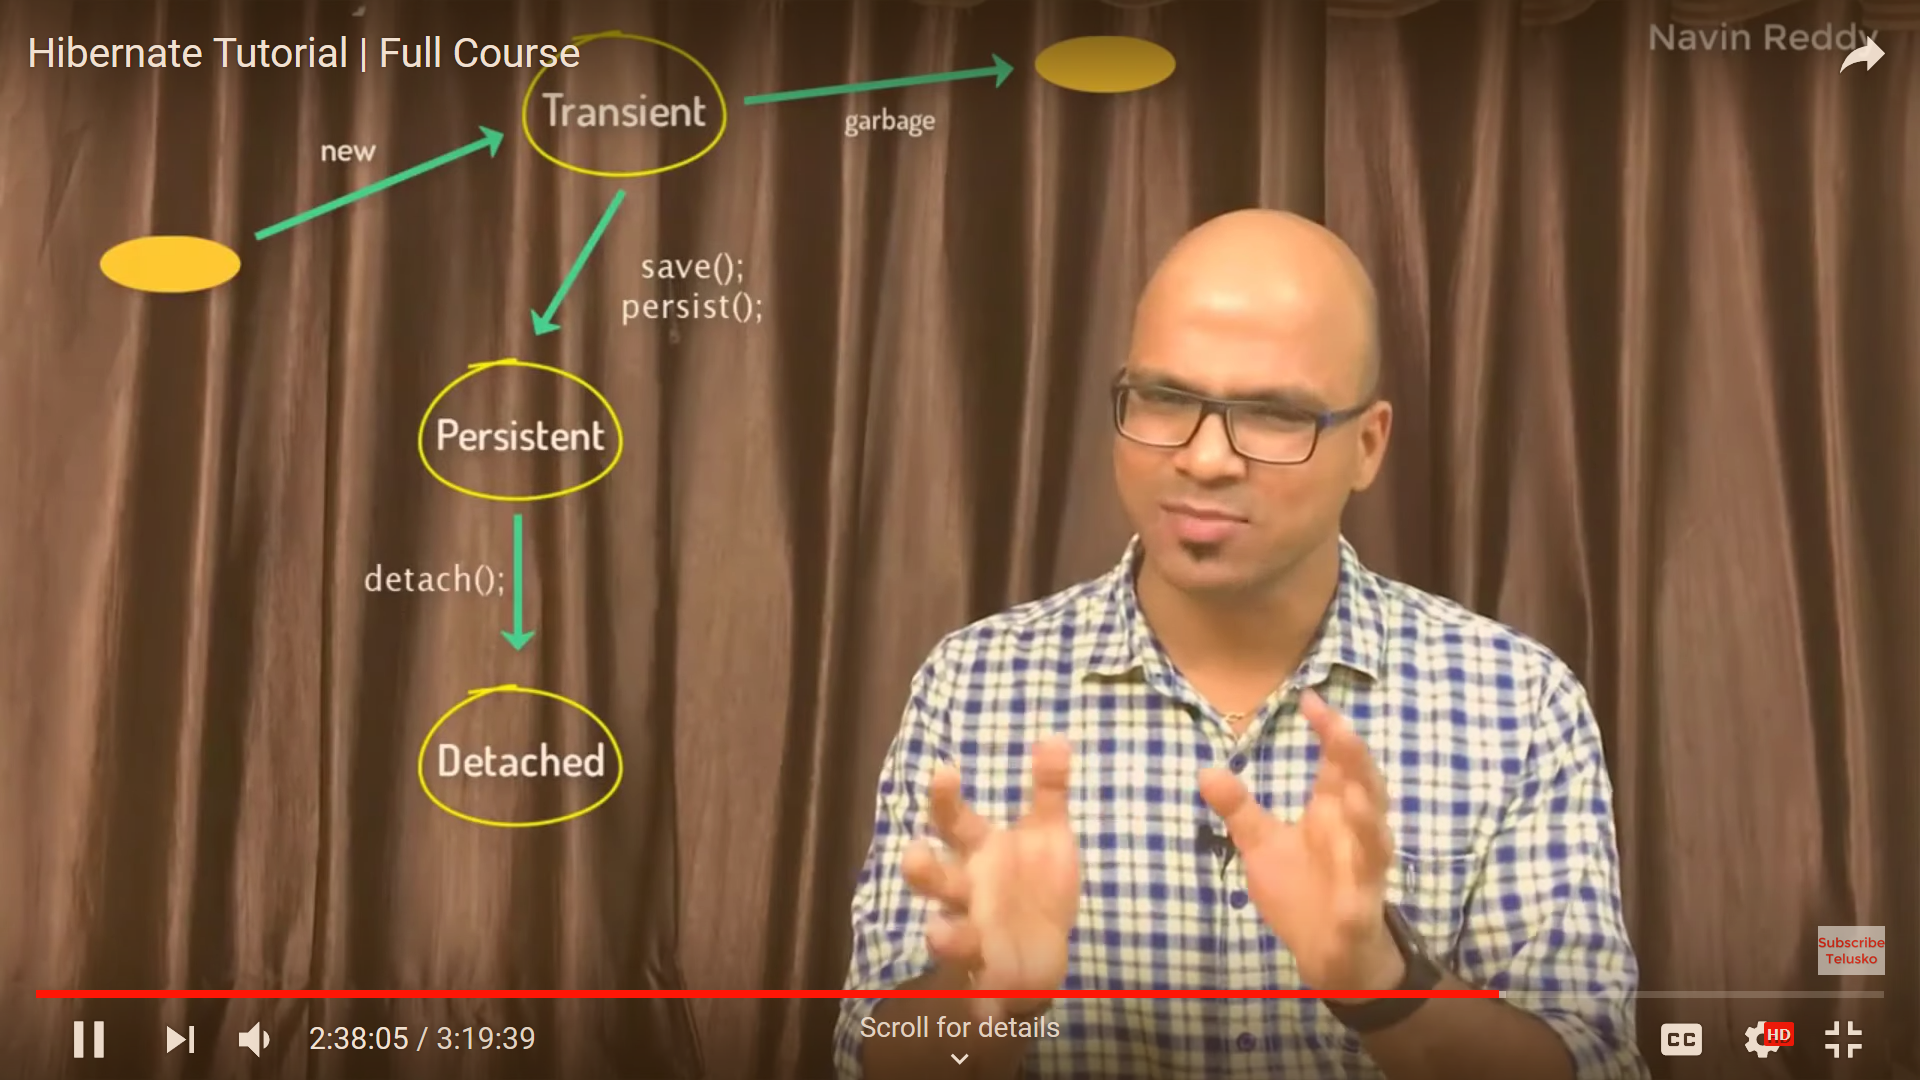 Hibernate Tutorial | Full Course
Navin Reddy
Transient
garbage
new
save();
persist();
Persistent
detach();
Detached
Subscribe
Telusko
2:38:05 / 3:19:39
Scroll for details
CC
HD